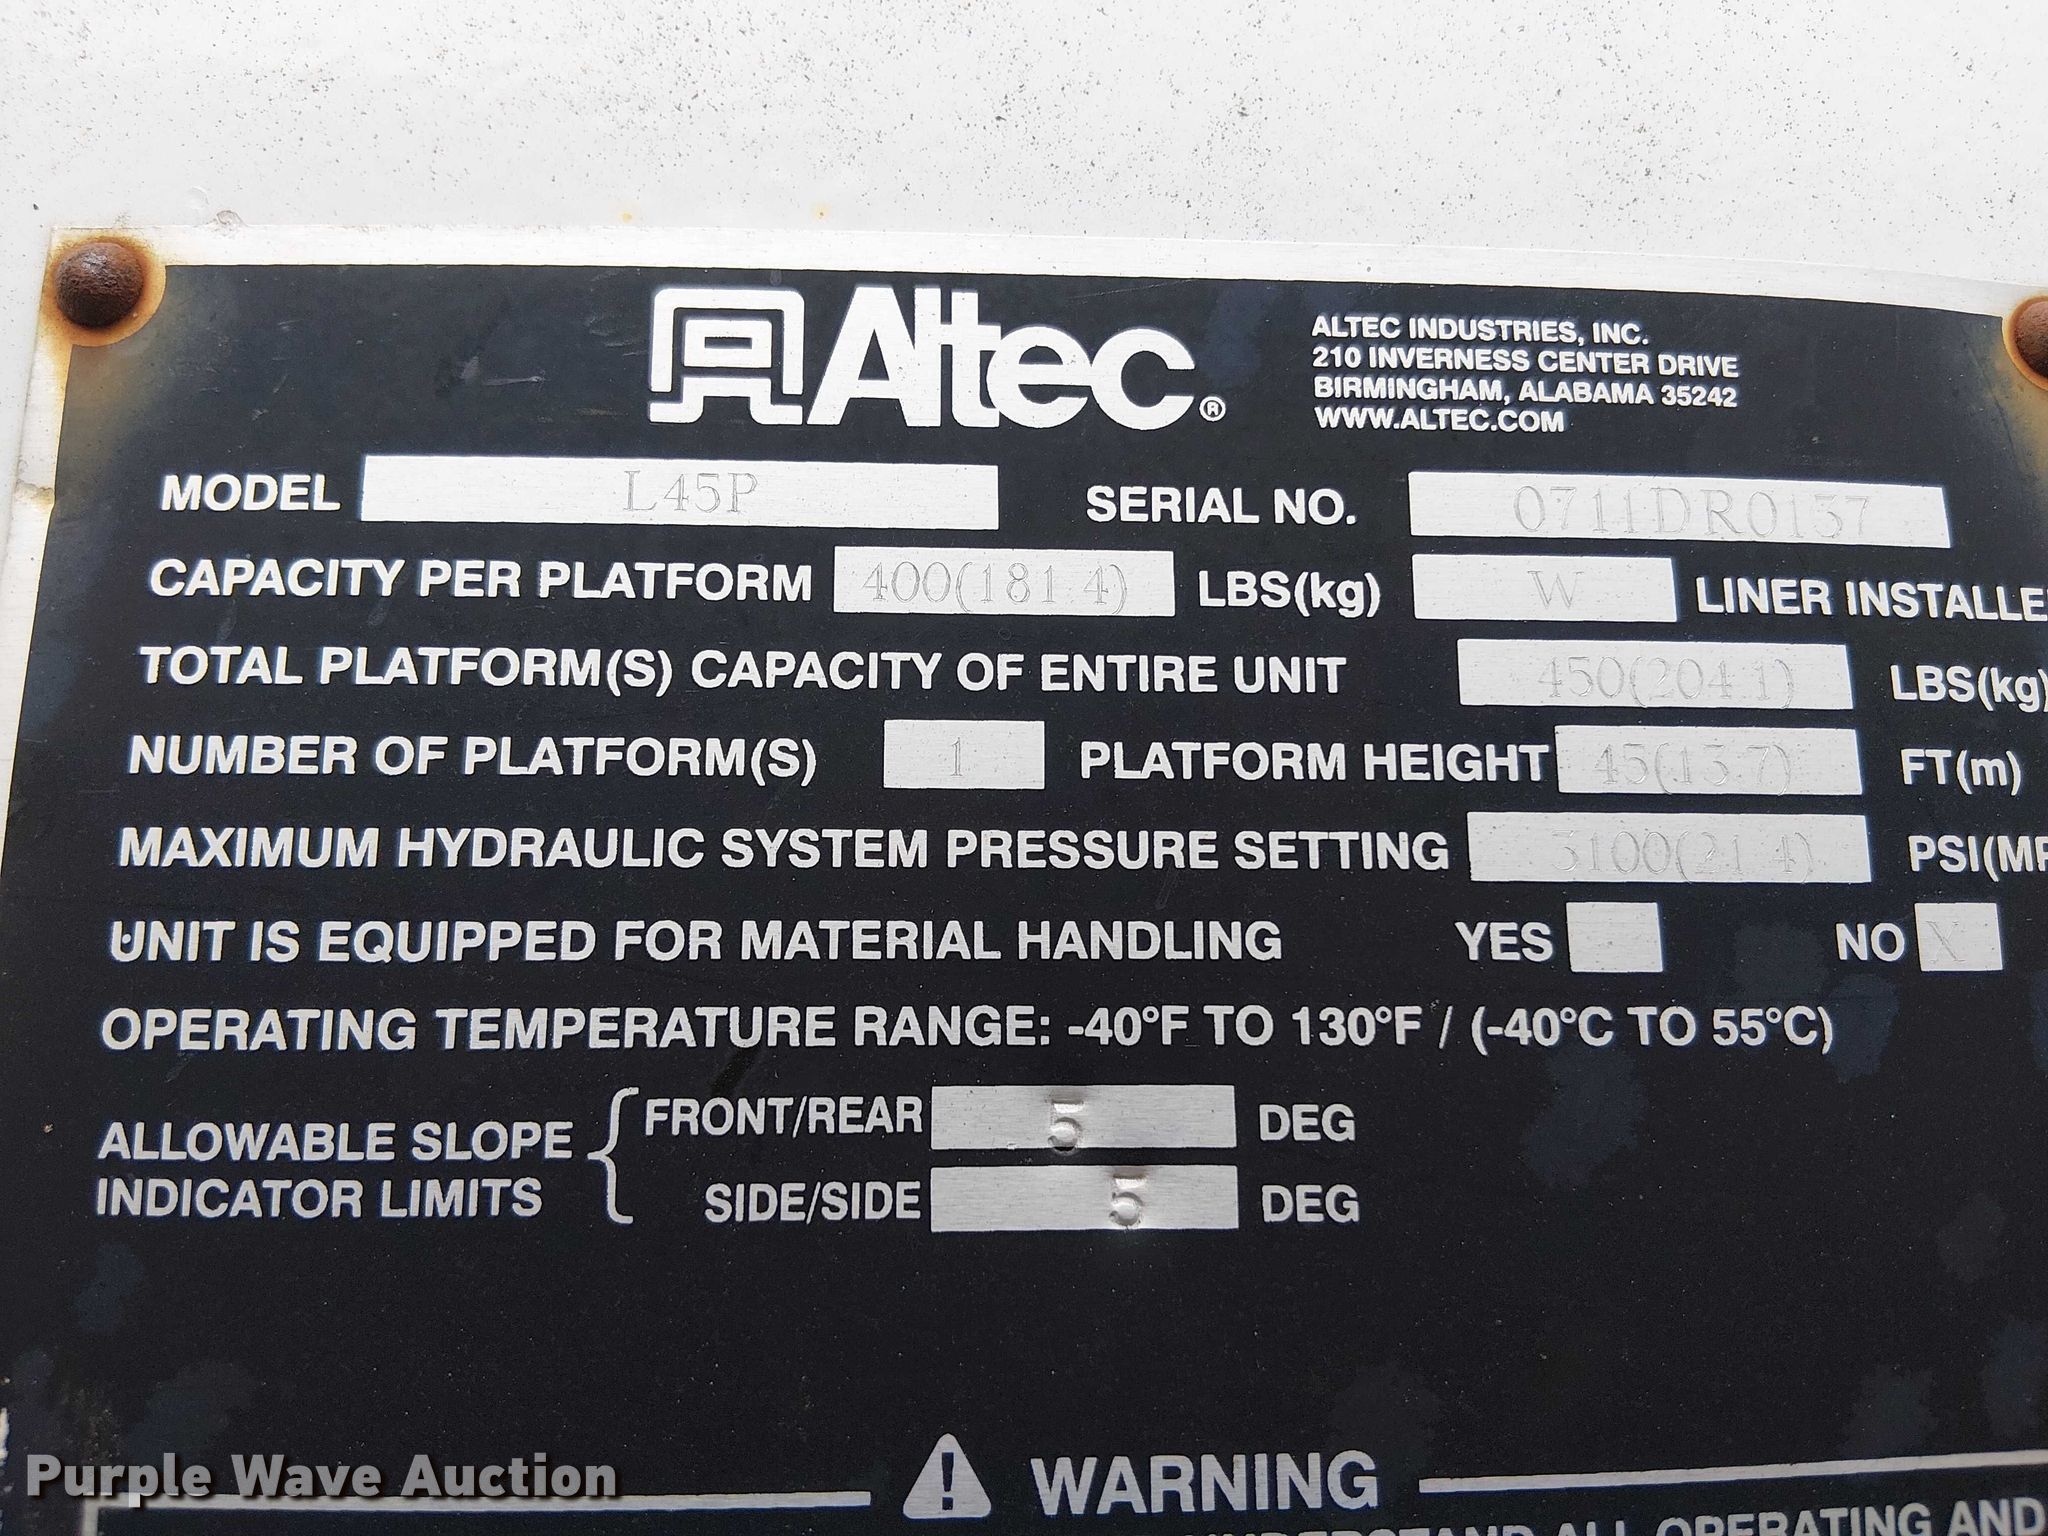 Altec®
ALTEC INDUSTRIES, INC.
210 INVERNESS CENTER DRIVE
BIRMINGHAM, ALABAMA 35242
WWW.ALTEC.COM
MODEL L45P SERIAL NO. 0711DR0137
CAPACITY PER PLATFORM 400(181.4) LBS(kg) W LINER INSTALLE
TOTAL PLATFORM(S) CAPACITY OF ENTIRE UNIT 450(204.1) LBS(kg)
NUMBER OF PLATFORM(S) 1 PLATFORM HEIGHT 45(13.7) FT(m)
MAXIMUM HYDRAULIC SYSTEM PRESSURE SETTING 3100(21.4) PSI(MP
UNIT IS EQUIPPED FOR MATERIAL HANDLING YES NO X
OPERATING TEMPERATURE RANGE: -40°F TO 130°F / (-40°C TO 55°C)
ALLOWABLE SLOPE INDICATOR LIMITS { FRONT/REAR 5 DEG
SIDE/SIDE 5 DEG
WARNING
UNDERSTAND ALL OPERATING AND
Purple Wave Auction